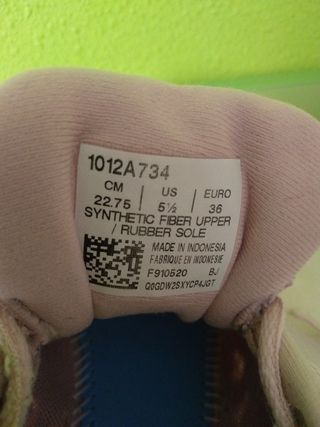 1012A734
CM US EURO
22.75 5½ 36
SYNTHETIC FIBER UPPER
/ RUBBER SOLE
MADE IN INDONESIA
FABRIQUE EN INDONESIE
F910520 BJ
Q0GDW2SXYCP4JGT